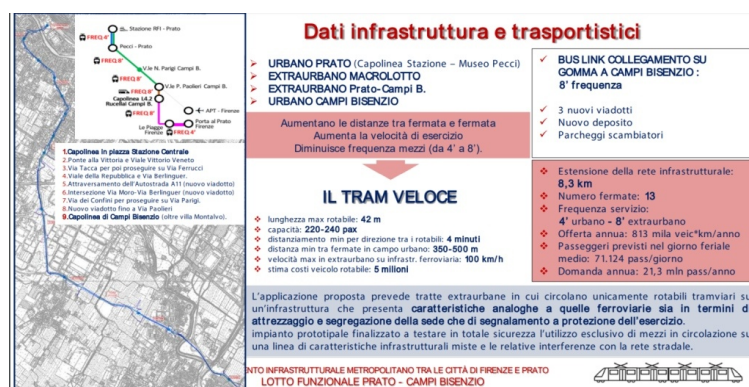 Dati infrastruttura e trasportistici
Stazione RFI - Prato
FREQ.4'
Pecci - Prato
FREQ.8'
V.le N. Parigi Campi B.
FREQ.8'
V.le P. Paolieri Campi B.
FREQ.8'
Capolinea L4.2
Rucellai Campi B.
APT - Firenze
FREQ.8'
Porta al Prato
Firenze
Le Piagge
Firenze
FREQ.4'
1.Capolinea in piazza Stazione Centrale
2.Ponte alla Vittoria e Viale Vittorio Veneto
3.Via Tacca per poi proseguire su Via Ferrucci
4.Viale della Repubblica e Via Berlinguer.
5.Attraversamento dell'Autostrada A11 (nuovo viadotto)
6.Intersezione Via Moro-Via Berlinguer (nuovo viadotto)
7.Via dei Confini per proseguire su Via Parigi.
8.Nuovo viadotto fino a Via Paolieri
9.Capolinea di Campi Bisenzio (oltre villa Montalvo).
URBANO PRATO (Capolinea Stazione – Museo Pecci)
EXTRAURBANO MACROLOTTO
EXTRAURBANO Prato-Campi B.
URBANO CAMPI BISENZIO
Aumentano le distanze tra fermata e fermata
Aumenta la velocità di esercizio
Diminuisce frequenza mezzi (da 4' a 8').
IL TRAM VELOCE
lunghezza max rotabile: 42 m
capacità: 220-240 pax
distanziamento min per direzione tra i rotabili: 4 minuti
distanza min tra fermate in campo urbano: 350-500 m
velocità max in extraurbano su infrastr. ferroviaria: 100 km/h
stima costi veicolo rotabile: 5 milioni
BUS LINK COLLEGAMENTO SU
GOMMA A CAMPI BISENZIO :
8' frequenza
3 nuovi viadotti
Nuovo deposito
Parcheggi scambiatori
Estensione della rete infrastrutturale:
8,3 km
Numero fermate: 13
Frequenza servizio:
4' urbano - 8' extraurbano
Offerta annua: 813 mila veic*km/anno
Passeggeri previsti nel giorno feriale
medio: 71.124 pass/giorno
Domanda annua: 21,3 mln pass/anno
L'applicazione proposta prevede tratte extraurbane in cui circolano unicamente rotabili tramviari su
un'infrastruttura che presenta caratteristiche analoghe a quelle ferroviarie sia in termini di
attrezzaggio e segregazione della sede che di segnalamento a protezione dell'esercizio.
impianto prototipale finalizzato a testare in totale sicurezza l'utilizzo esclusivo di mezzi in circolazione su
una linea di caratteristiche infrastrutturali miste e le relative interferenze con la rete stradale.
NTO INFRASTRUTTURALE METROPOLITANO TRA LE CITTÀ DI FIRENZE E PRATO
LOTTO FUNZIONALE PRATO - CAMPI BISENZIO